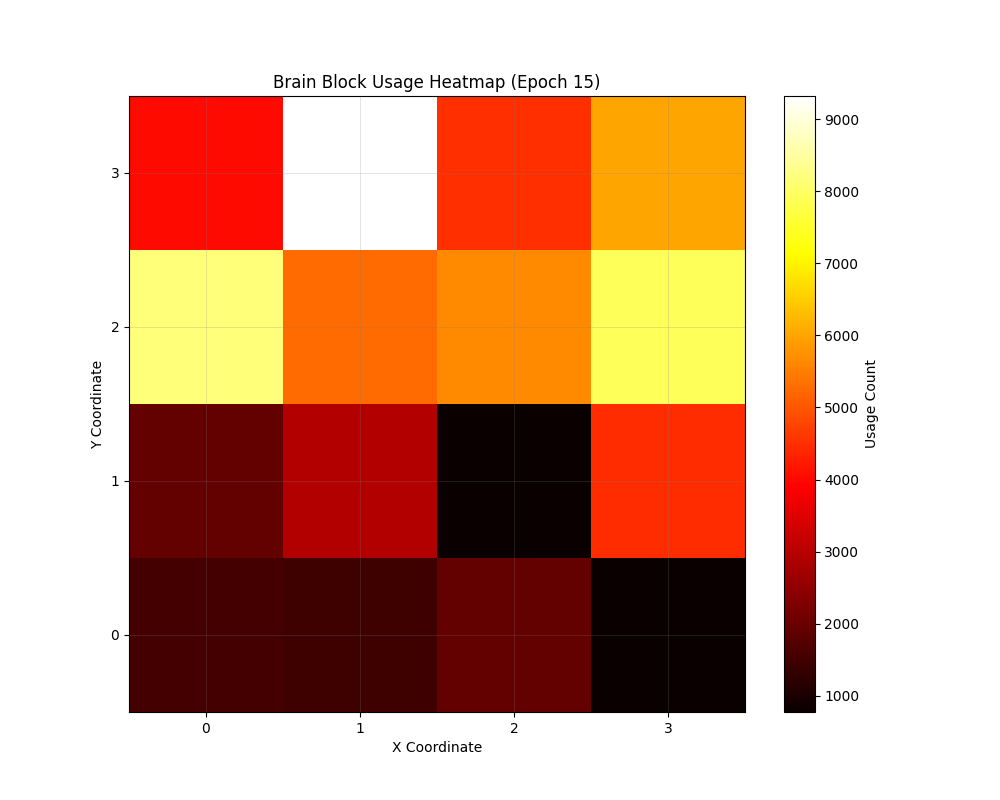 Brain Block Usage Heatmap (Epoch 15)
3
2
1
0
Y Coordinate
0 1 2 3
X Coordinate
9000
8000
7000
6000
5000
4000
3000
2000
1000
Usage Count